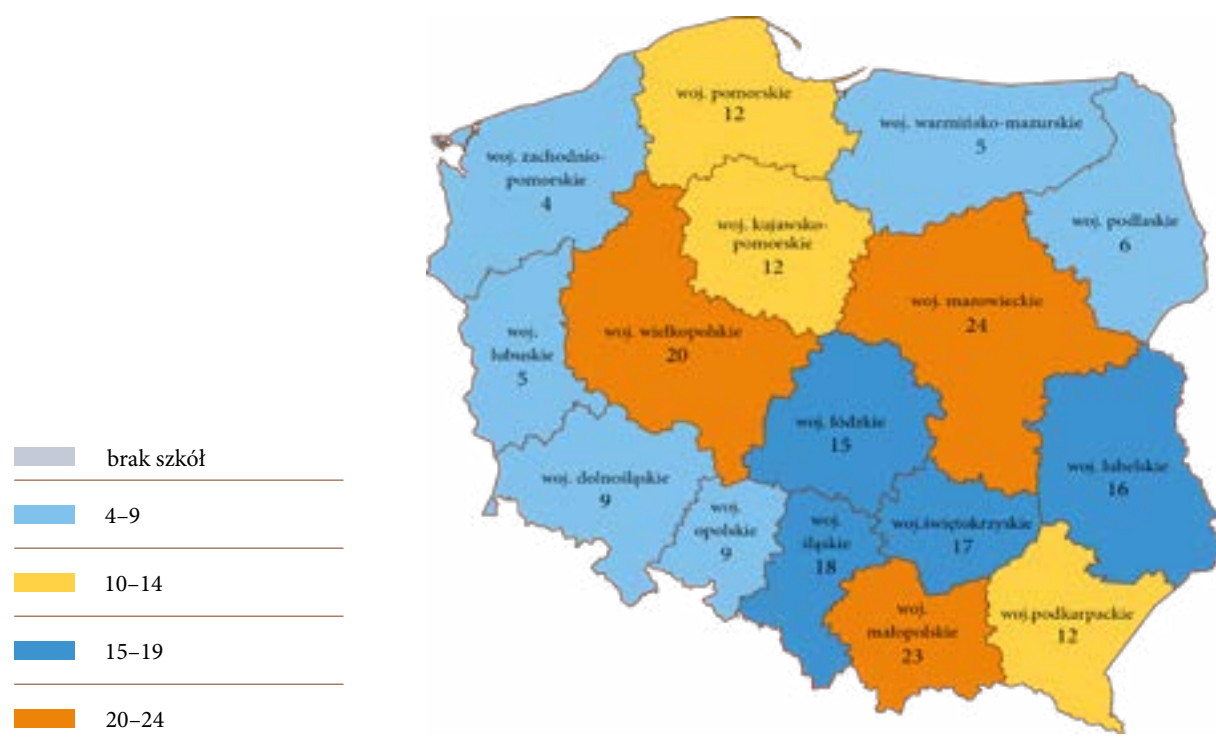 brak szkół
4–9
10–14
15–19
20–24
woj. pomorskie
12
woj. warmińsko-mazurskie
5
woj. zachodnio-
pomorskie
4
woj. kujawsko-
pomorskie
12
woj. podlaskie
6
woj. mazowieckie
24
woj. wielkopolskie
20
woj.
lubuskie
5
woj. łódzkie
15
woj. lubelskie
16
woj. dolnośląskie
9
woj.
opolskie
9
woj.
śląskie
18
woj.świętokrzyskie
17
woj.
małopolskie
23
woj.podkarpackie
12